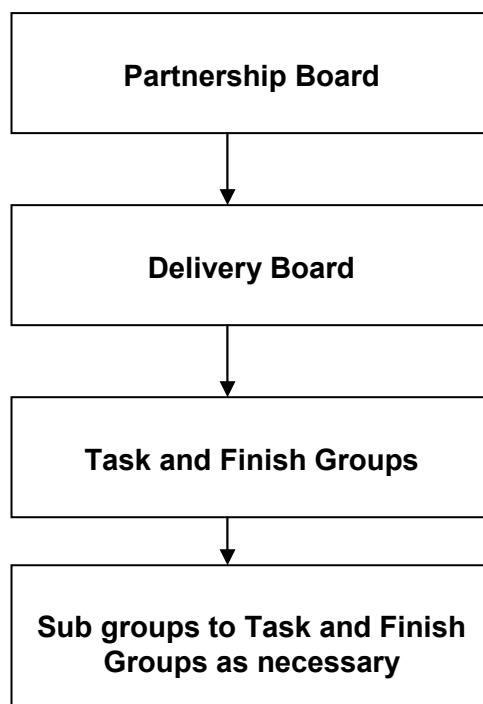 Partnership Board
Delivery Board
Task and Finish Groups
Sub groups to Task and Finish
Groups as necessary